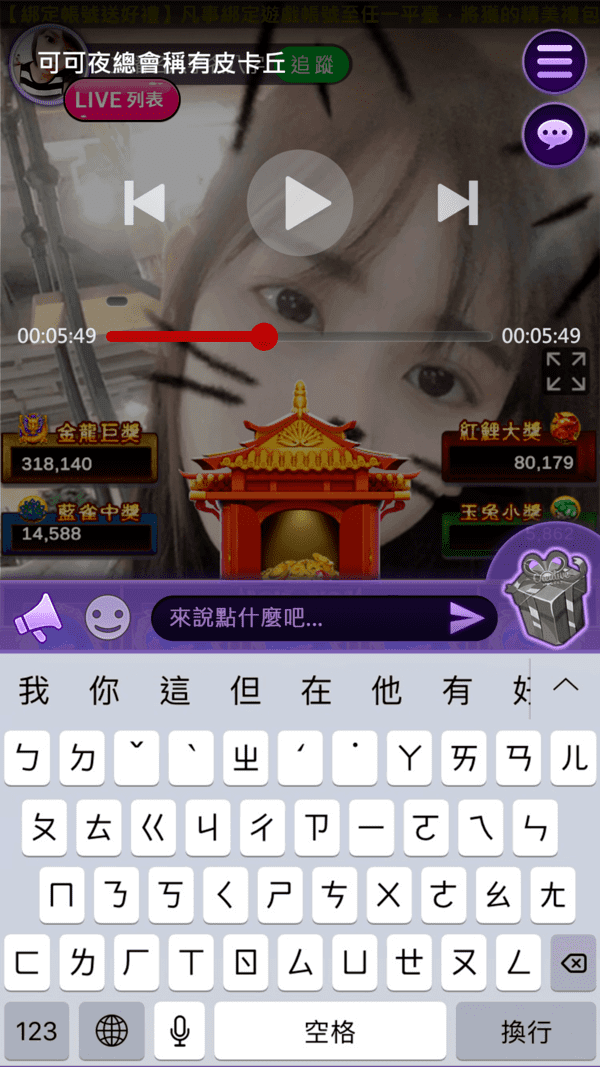 【綁定帳號送好禮】凡事綁定遊戲帳號至任一平臺，將獲的精美禮包
可可夜總會稱有皮卡丘
追蹤
LIVE 列表
00:05:49 00:05:49
金龍巨獎 紅鯉大獎
318,140 80,179
藍雀中獎 玉兔小獎
14,588 5,862
來說點什麼吧...
我 你 這 但 在 他 有 好
ㄅ ㄉ ˇ ˋ ㄓ ˊ ˙ ㄚ ㄞ ㄢ ㄦ
ㄆ ㄊ ㄍ ㄐ ㄔ ㄗ ㄧ ㄛ ㄟ ㄣ
ㄇ ㄋ ㄎ ㄑ ㄕ ㄘ ㄨ ㄜ ㄠ ㄤ
ㄈ ㄌ ㄏ ㄒ ㄖ ㄙ ㄩ ㄝ ㄡ ㄥ
123 空格 換行